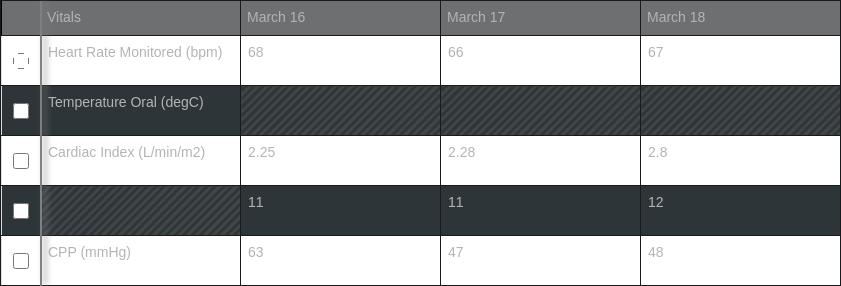 Vitals March 16 March 17 March 18
Heart Rate Monitored (bpm) 68 66 67
Temperature Oral (degC)
Cardiac Index (L/min/m2) 2.25 2.28 2.8
11 11 12
CPP (mmHg) 63 47 48